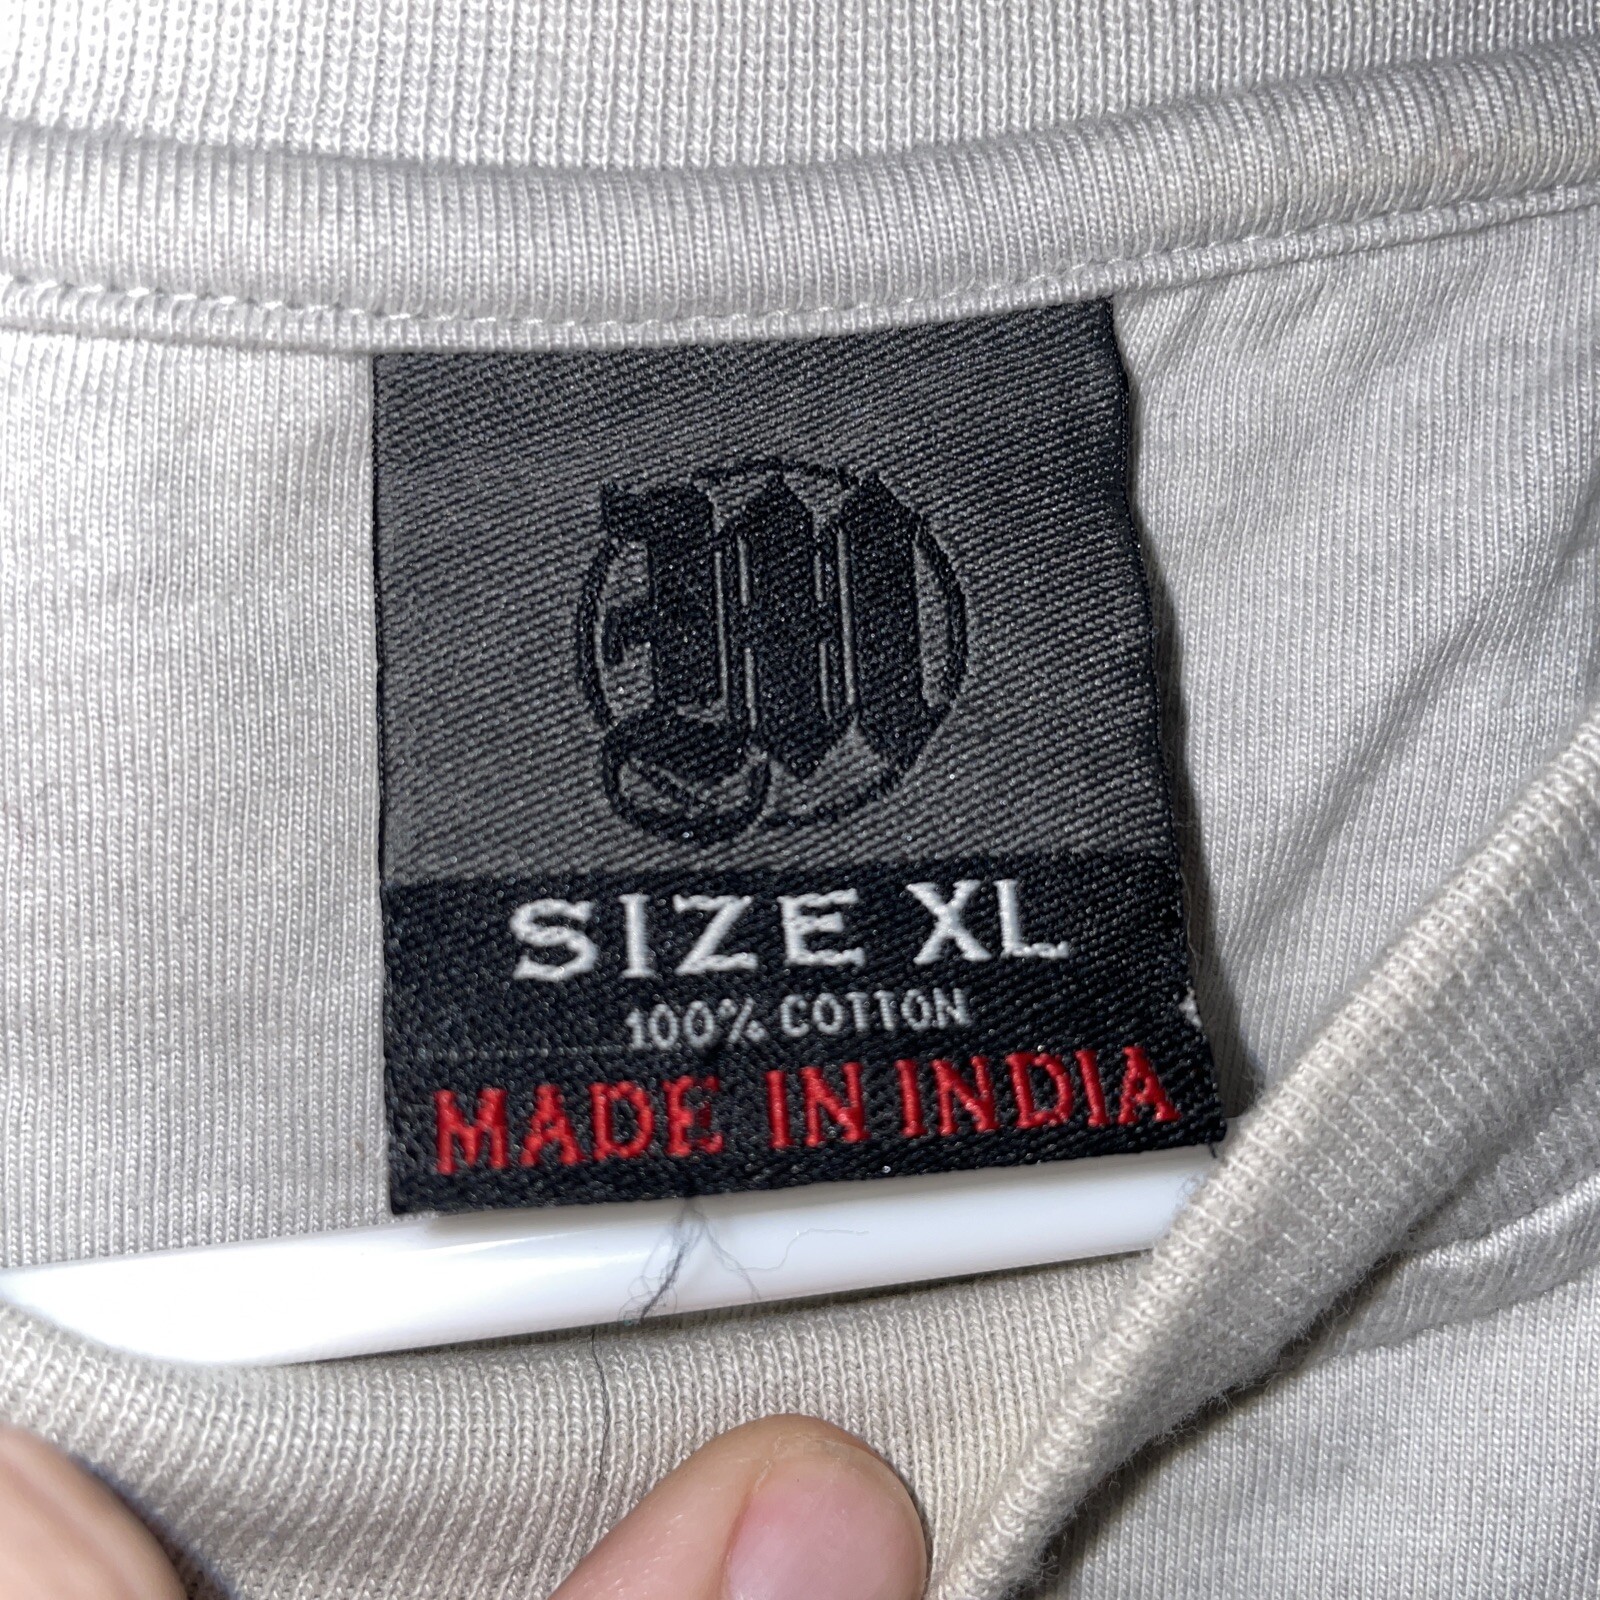 M
SIZE XL
100% COTTON
MADE IN INDIA